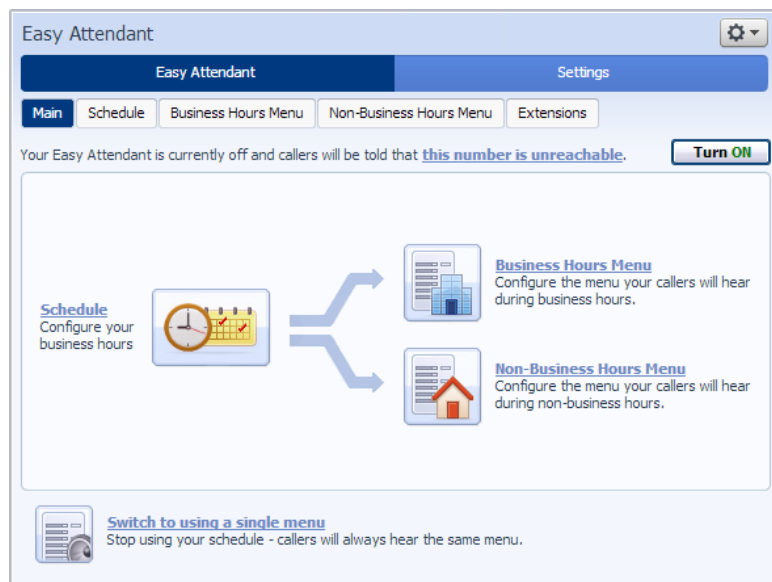 Easy Attendant
Easy Attendant
Settings
Main
Schedule
Business Hours Menu
Non-Business Hours Menu
Extensions
Your Easy Attendant is currently off and callers will be told that this number is unreachable.
Turn ON
Schedule
Configure your
business hours
Business Hours Menu
Configure the menu your callers will hear
during business hours.
Non-Business Hours Menu
Configure the menu your callers will hear
during non-business hours.
Switch to using a single menu
Stop using your schedule - callers will always hear the same menu.